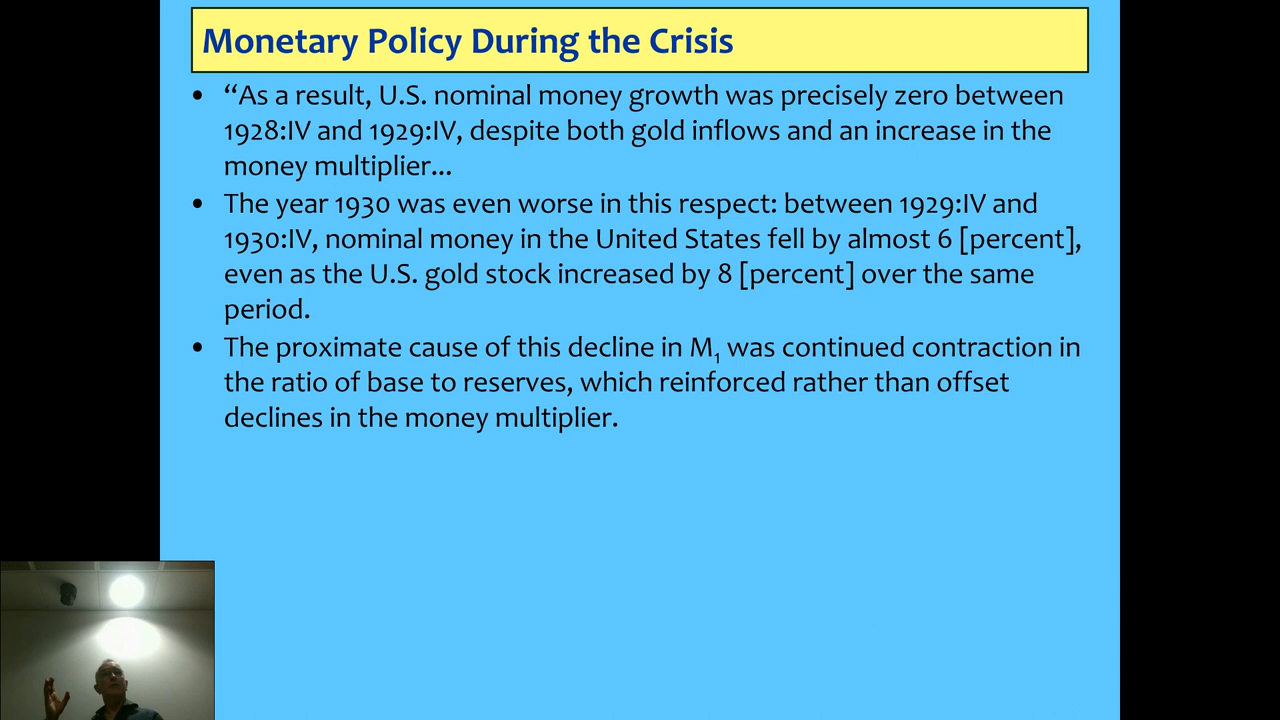 Monetary Policy During the Crisis
• “As a result, U.S. nominal money growth was precisely zero between
1928:IV and 1929:IV, despite both gold inflows and an increase in the
money multiplier...
• The year 1930 was even worse in this respect: between 1929:IV and
1930:IV, nominal money in the United States fell by almost 6 [percent],
even as the U.S. gold stock increased by 8 [percent] over the same
period.
• The proximate cause of this decline in M₁ was continued contraction in
the ratio of base to reserves, which reinforced rather than offset
declines in the money multiplier.